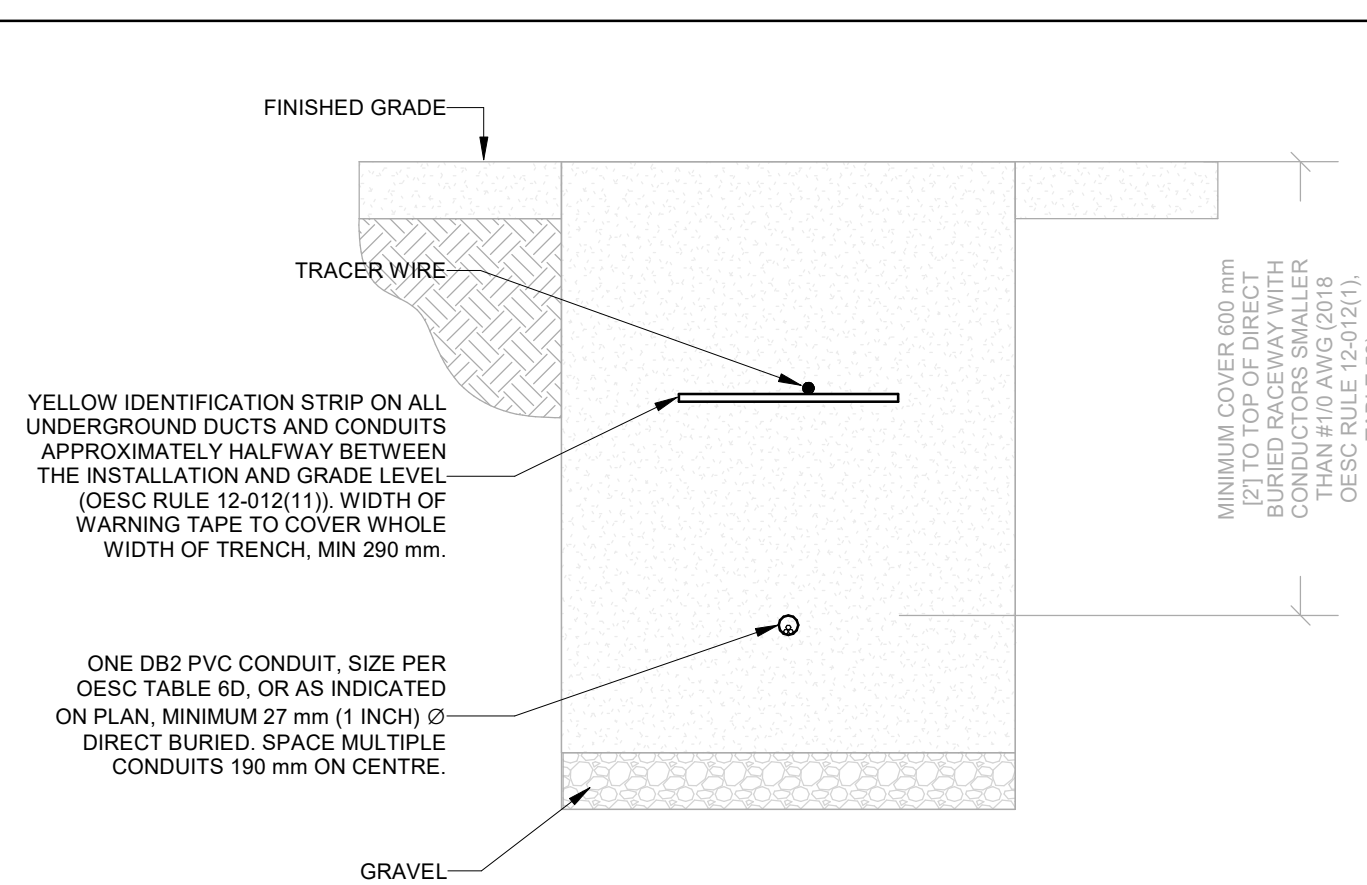 FINISHED GRADE
TRACER WIRE
YELLOW IDENTIFICATION STRIP ON ALL
UNDERGROUND DUCTS AND CONDUITS
APPROXIMATELY HALFWAY BETWEEN
THE INSTALLATION AND GRADE LEVEL
(OESC RULE 12-012(11)). WIDTH OF
WARNING TAPE TO COVER WHOLE
WIDTH OF TRENCH, MIN 290 mm.
ONE DB2 PVC CONDUIT, SIZE PER
OESC TABLE 6D, OR AS INDICATED
ON PLAN, MINIMUM 27 mm (1 INCH) Ø
DIRECT BURIED. SPACE MULTIPLE
CONDUITS 190 mm ON CENTRE.
GRAVEL
MINIMUM COVER 600 mm
[2'] TO TOP OF DIRECT
BURIED RACEWAY WITH
CONDUCTORS SMALLER
THAN #1/0 AWG (2018
OESC RULE 12-012(1),